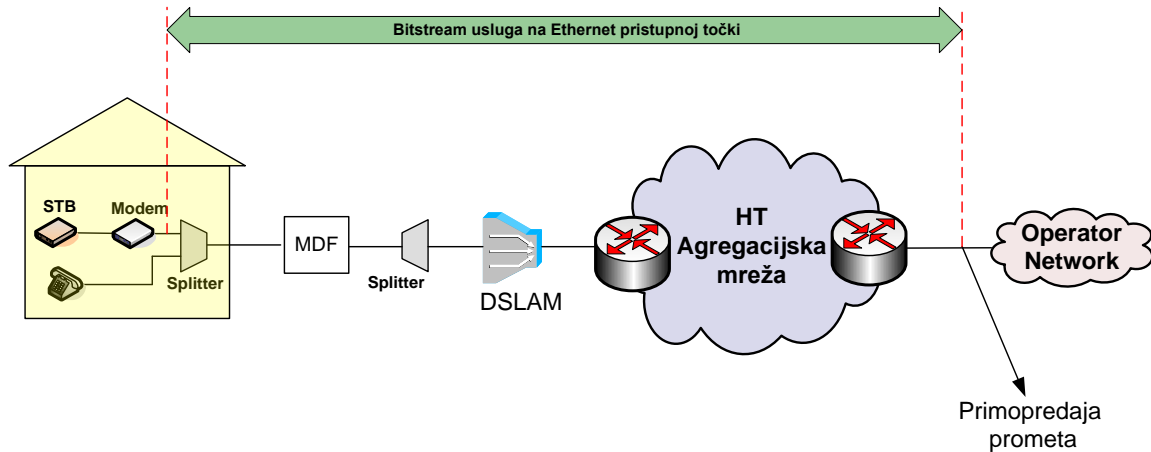 Bitstream usluga na Ethernet pristupnoj točki
STB
Modem
Splitter
MDF
Splitter
DSLAM
HT
Agregacijska
mreža
Operator
Network
Primopredaja
prometa